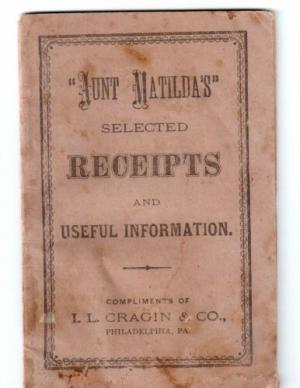 "AUNT MATILDA'S"
SELECTED
RECEIPTS
AND
USEFUL INFORMATION.
COMPLIMENTS OF
I. L. CRAGIN & CO.,
PHILADELPHIA, PA.